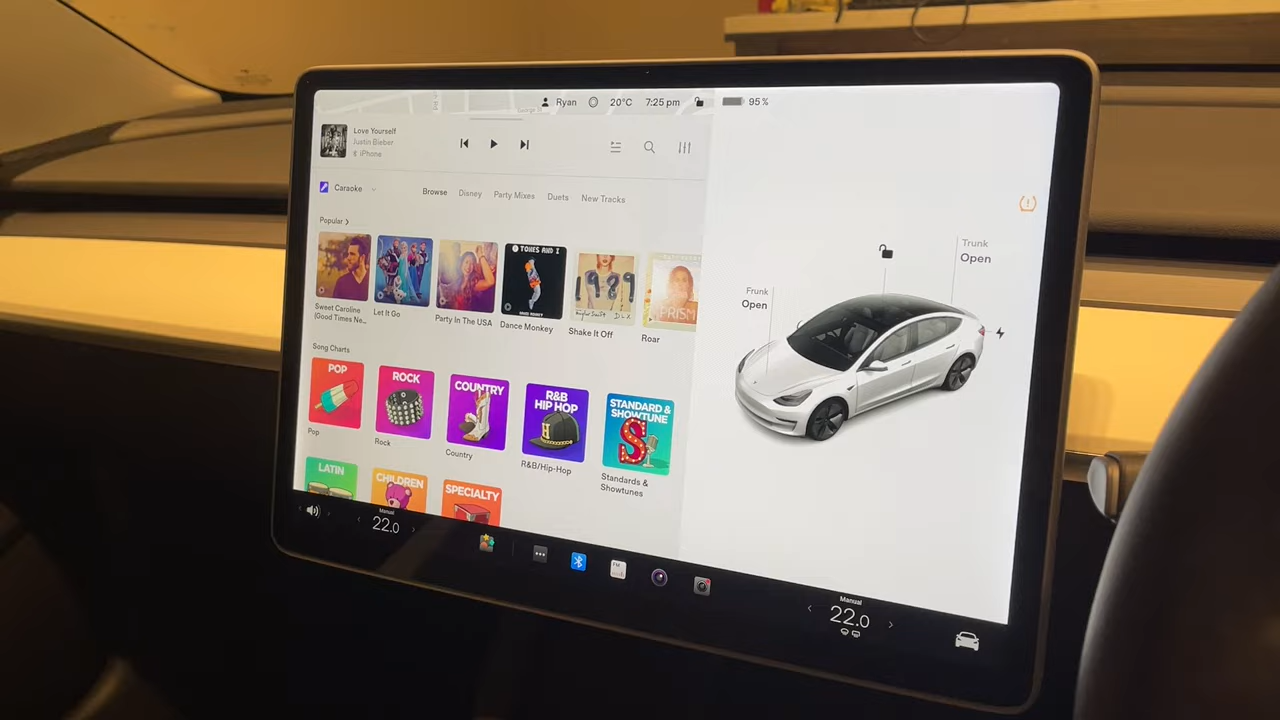 Ryan
20°C
7:25 pm
95%
Love Yourself
Justin Bieber
iPhone
Caraoke
Browse
Disney
Party Mixes
Duets
New Tracks
Popular
TONES AND I
1989
DLX
PRISM
Sweet Caroline
(Good Times Ne...
Let It Go
Party In The USA
Dance Monkey
Shake It Off
Roar
Song Charts
POP
ROCK
COUNTRY
R&B
HIP HOP
H
STANDARD &
SHOWTUNE
S
Pop
Rock
Country
R&B/Hip-Hop
Standards &
Showtunes
LATIN
CHILDREN
SPECIALTY
Trunk
Open
Frunk
Open
Manual
22.0
FM
Manual
22.0